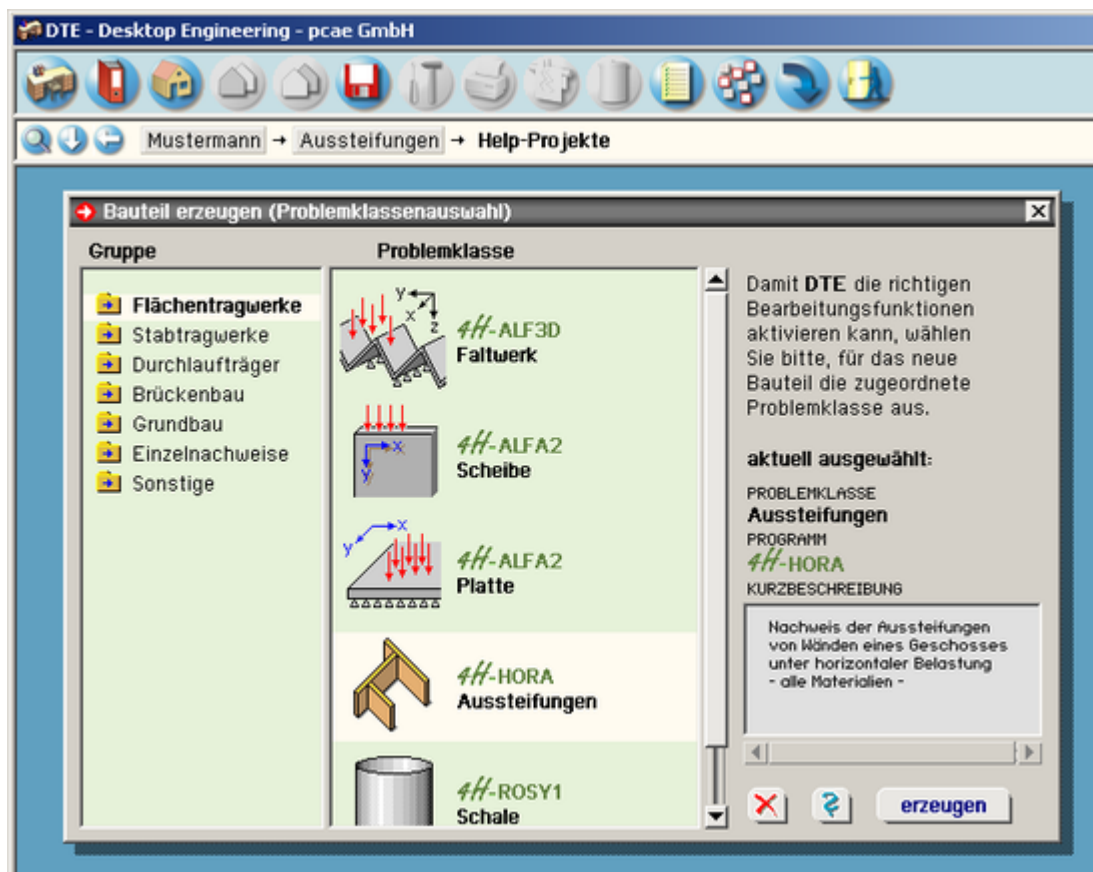 DTE - Desktop Engineering - pcae GmbH
Mustermann → Aussteifungen → Help-Projekte
Bauteil erzeugen (Problemklassenauswahl)
Gruppe
Flächentragwerke
Stabtragwerke
Durchlaufträger
Brückenbau
Grundbau
Einzelnachweise
Sonstige
Problemklasse
y
x
z
4H-ALF3D
Faltwerk
x
y
4H-ALFA2
Scheibe
x
y
4H-ALFA2
Platte
4H-HORA
Aussteifungen
4H-ROSY1
Schale
Damit DTE die richtigen
Bearbeitungsfunktionen
aktivieren kann, wählen
Sie bitte, für das neue
Bauteil die zugeordnete
Problemklasse aus.
aktuell ausgewählt:
PROBLEMKLASSE
Aussteifungen
PROGRAMM
4H-HORA
KURZBESCHREIBUNG
Nachweis der Aussteifungen
von Wänden eines Geschosses
unter horizontaler Belastung
- alle Materialien -
erzeugen